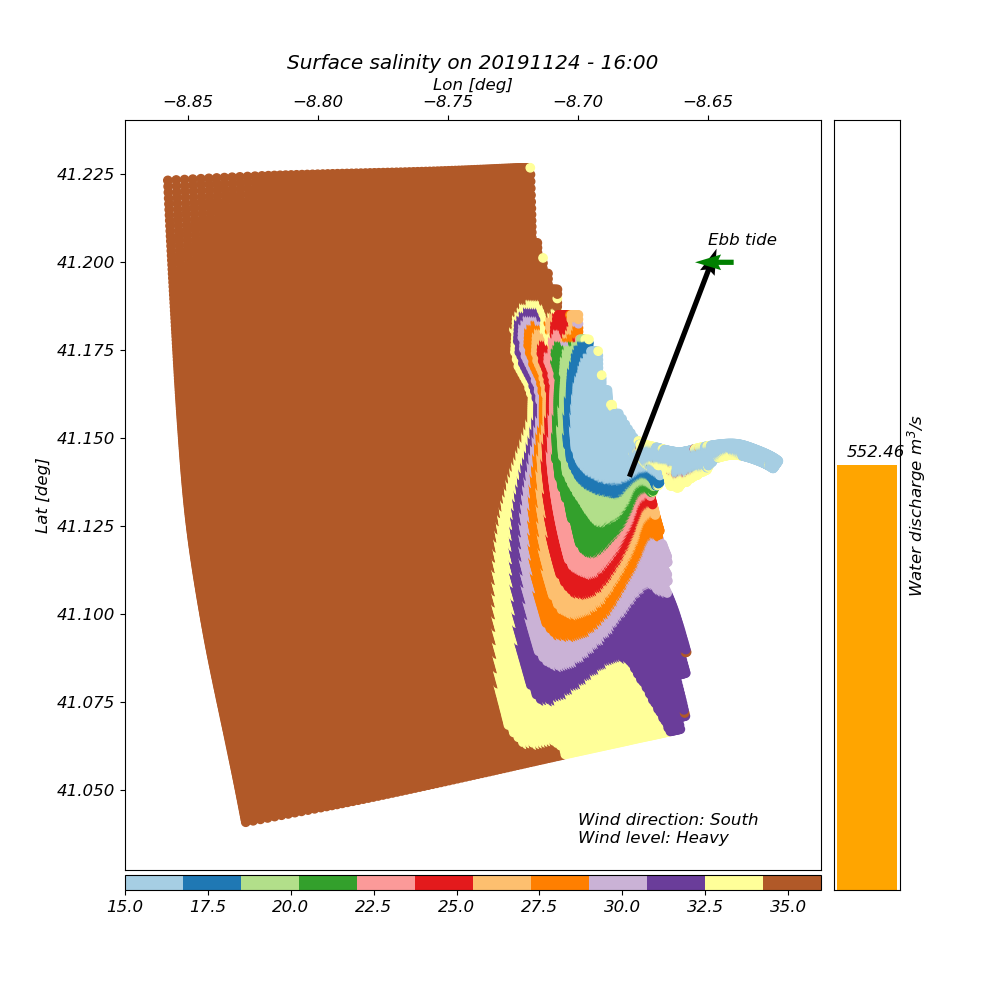 Surface salinity on 20191124 - 16:00
Lon [deg]
−8.85 −8.80 −8.75 −8.70 −8.65
41.225
41.200
41.175
41.150
41.125
41.100
41.075
41.050
Lat [deg]
Ebb tide
Wind direction: South
Wind level: Heavy
552.46
Water discharge m³/s
15.0 17.5 20.0 22.5 25.0 27.5 30.0 32.5 35.0